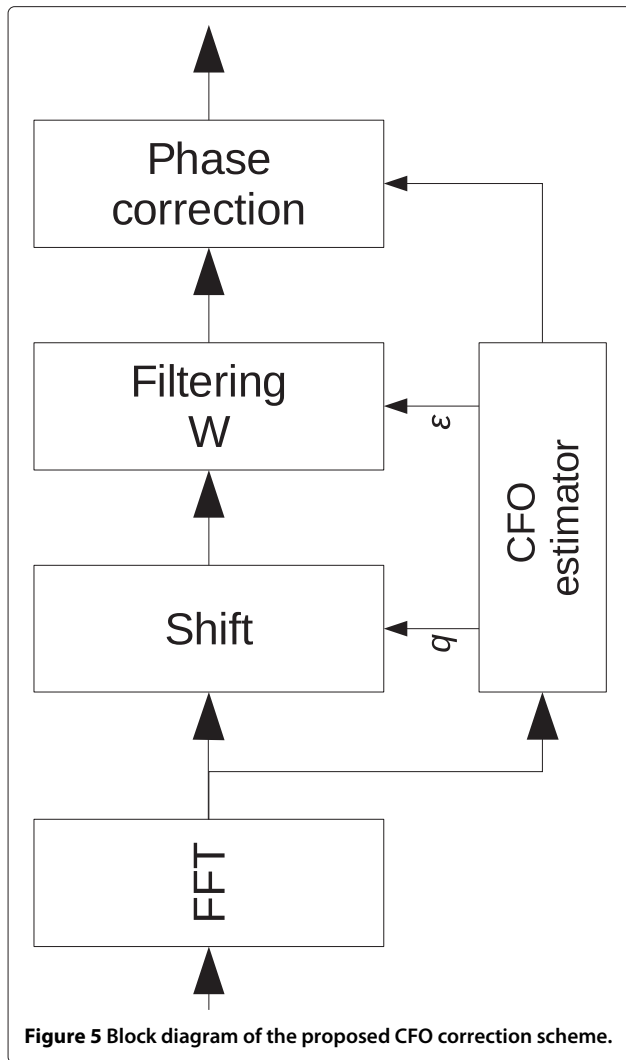 Phase
correction
Filtering
W
ε
CFO
estimator
Shift
q
FFT
Figure 5 Block diagram of the proposed CFO correction scheme.